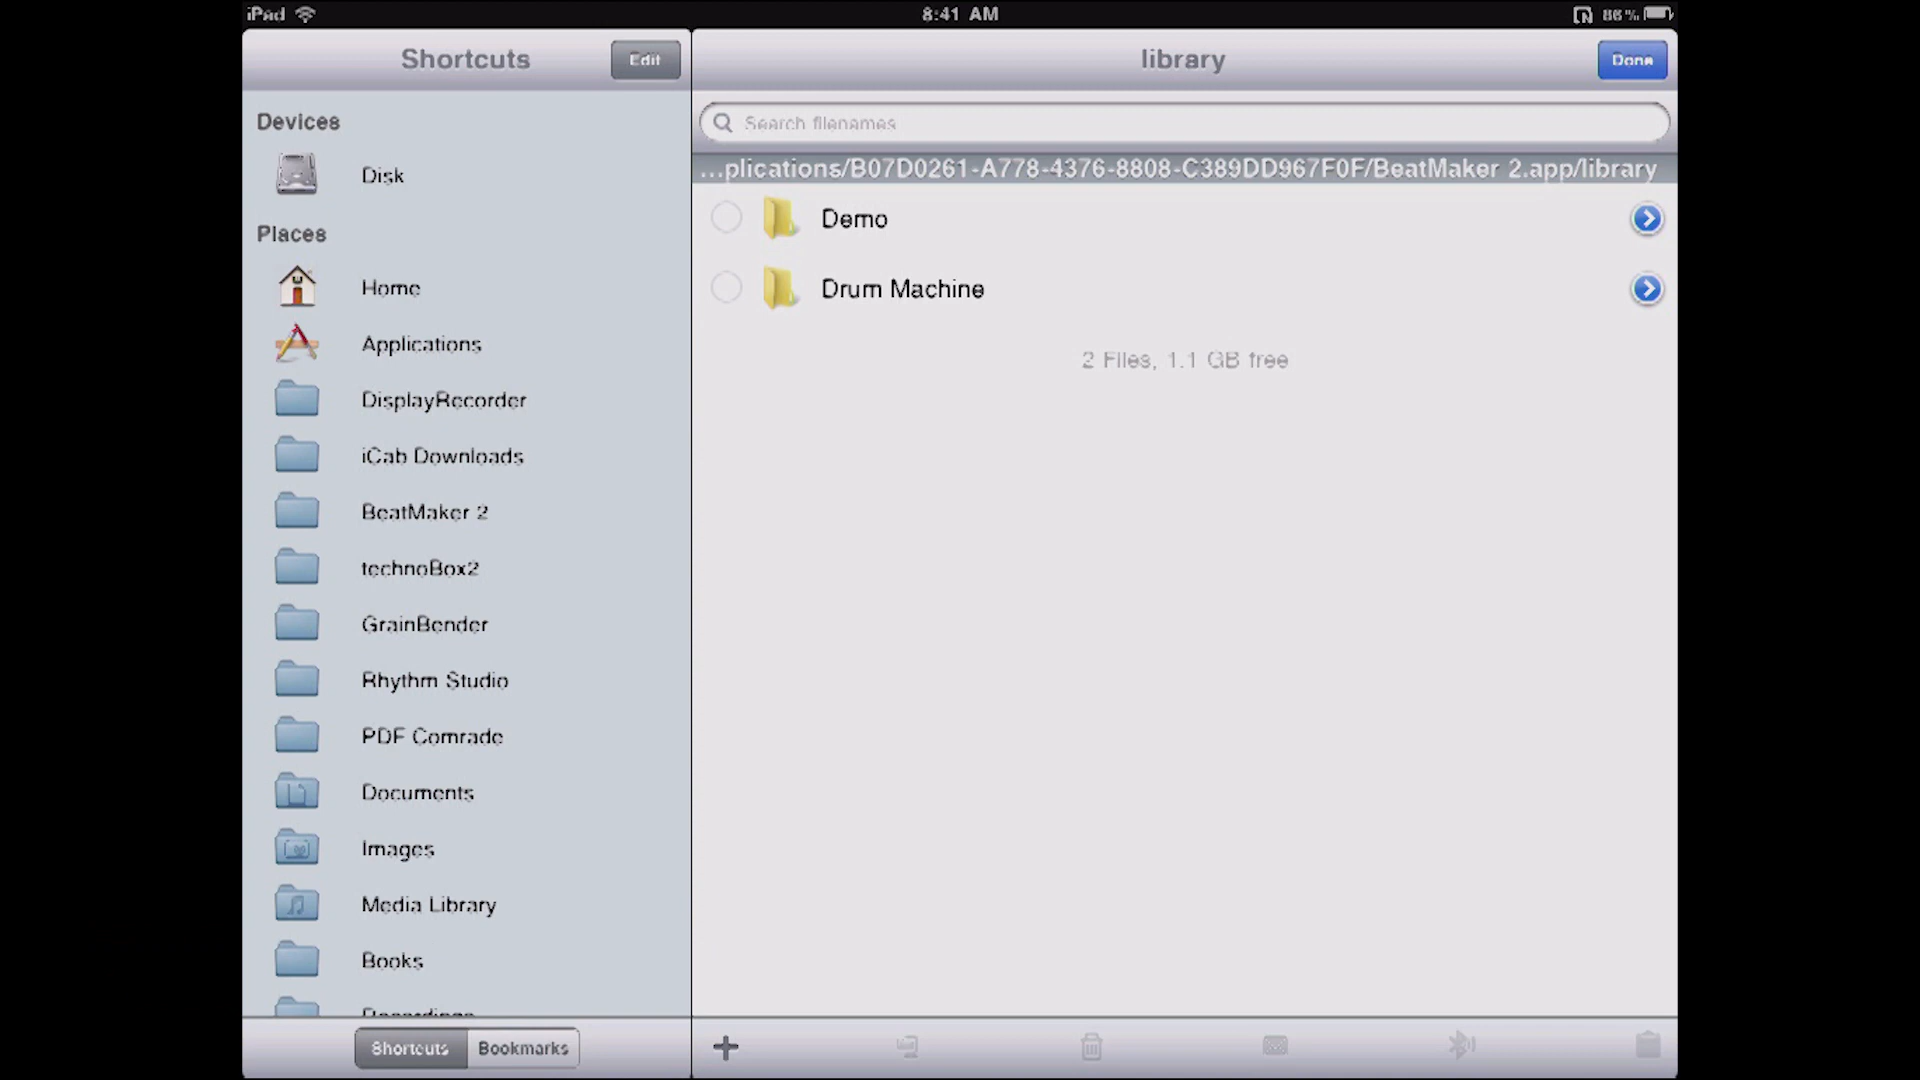 iPad
8:41 AM
86%
Shortcuts
Edit
Devices
Disk
Places
Home
Applications
DisplayRecorder
iCab Downloads
BeatMaker 2
technoBox2
GrainBender
Rhythm Studio
PDF Comrade
Documents
Images
Media Library
Books
Recordings
Shortcuts
Bookmarks
library
Done
Search filenames
...plications/B07D0261-A778-4376-8808-C389DD967F0F/BeatMaker 2.app/library
Demo
Drum Machine
2 Files, 1.1 GB free